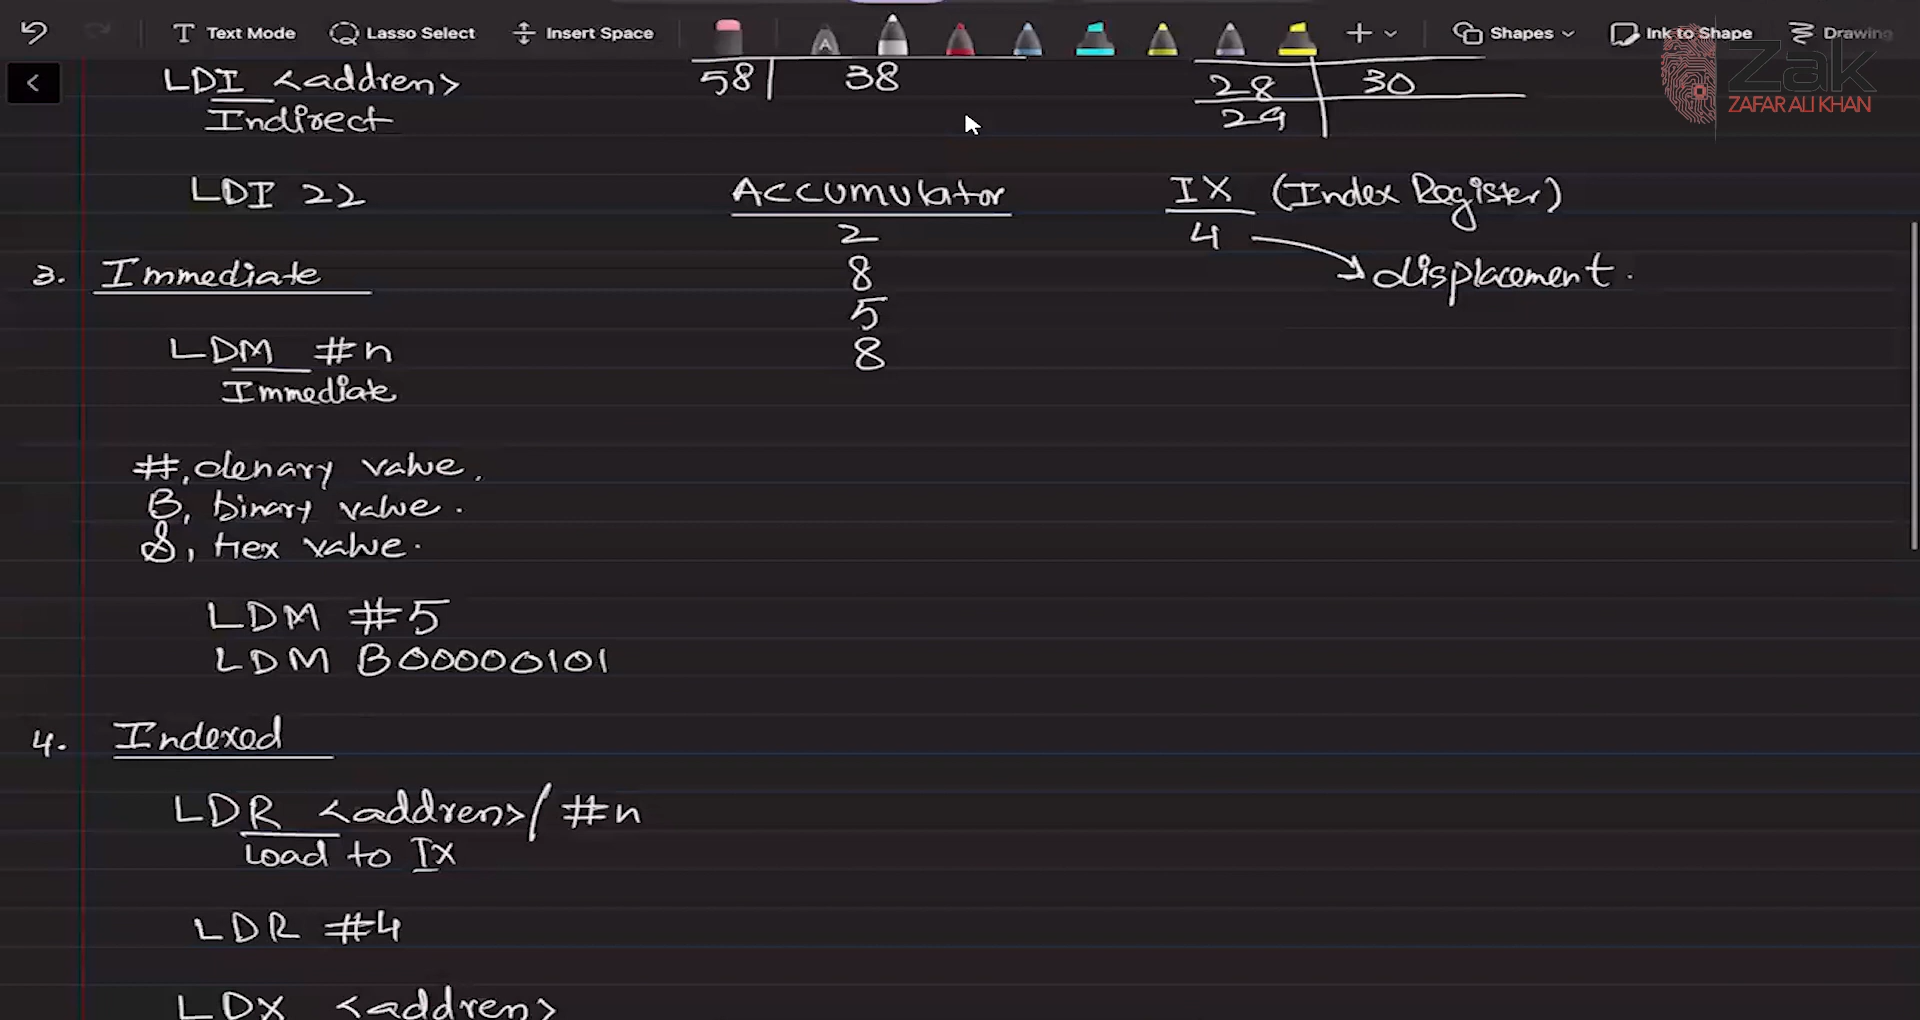 Text Mode Lasso Select Insert Space A Shapes Ink to Shape Drawing
Zak
ZAFAR ALI KHAN
LDI <address>
Indirect
58 38
28 30
29
LDI 22
Accumulator
2
8
5
8
IX (Index Register)
4
displacement.
3. Immediate
LDM #n
Immediate
#, denary value.
B, binary value.
&, Hex value.
LDM #5
LDM B00000101
4. Indexed
LDR <address>/ #n
Load to IX
LDR #4
LDX <address>